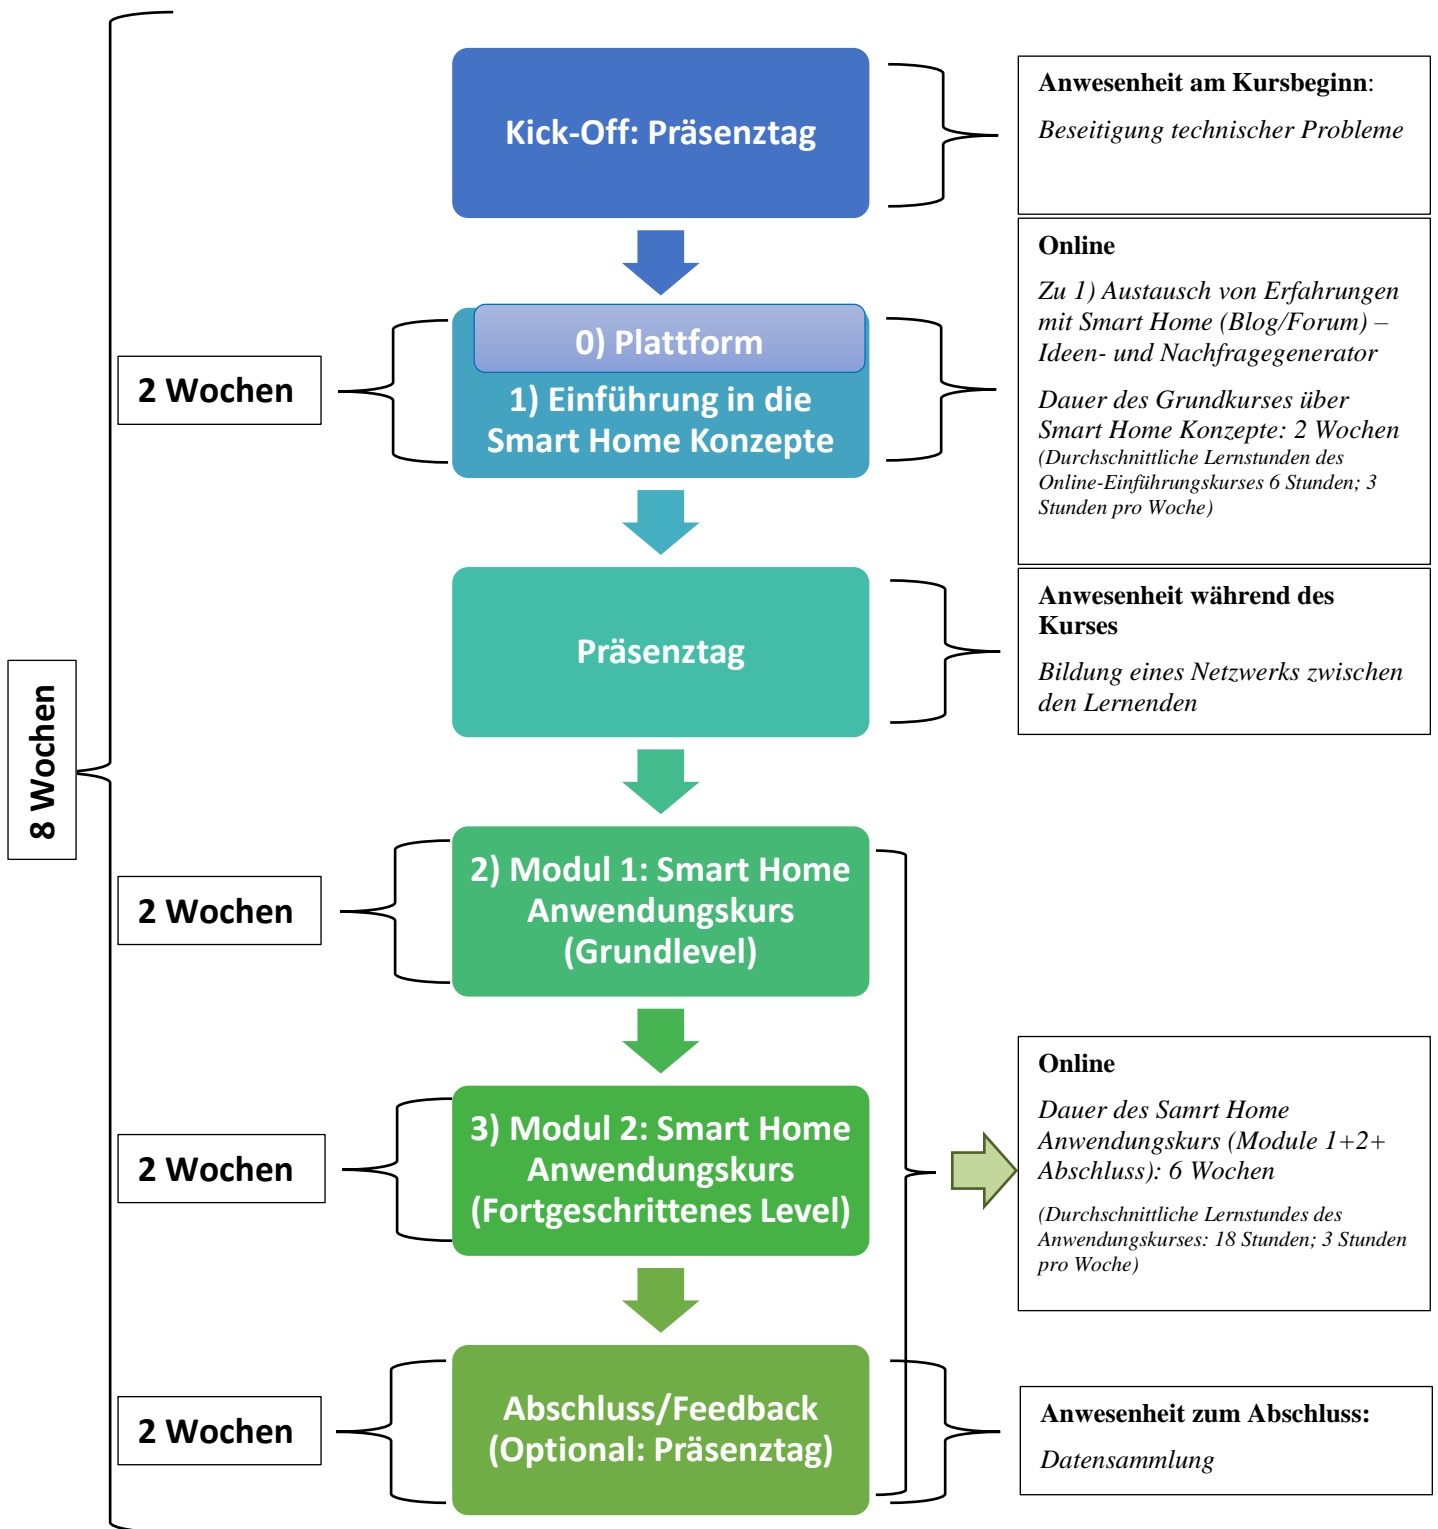 Kick-Off: Präsenztag
Anwesenheit am Kursbeginn:
Beseitigung technischer Probleme
2 Wochen
0) Plattform
1) Einführung in die
Smart Home Konzepte
Online
Zu 1) Austausch von Erfahrungen
mit Smart Home (Blog/Forum) –
Ideen- und Nachfragegenerator
Dauer des Grundkurses über
Smart Home Konzepte: 2 Wochen
(Durchschnittliche Lernstunden des
Online-Einführungskurses 6 Stunden; 3
Stunden pro Woche)
Präsenztag
Anwesenheit während des
Kurses
Bildung eines Netzwerks zwischen
den Lernenden
8 Wochen
2 Wochen
2) Modul 1: Smart Home
Anwendungskurs
(Grundlevel)
2 Wochen
3) Modul 2: Smart Home
Anwendungskurs
(Fortgeschrittenes Level)
Online
Dauer des Samrt Home
Anwendungskurs (Module 1+2+
Abschluss): 6 Wochen
(Durchschnittliche Lernstundes des
Anwendungskurses: 18 Stunden; 3 Stunden
pro Woche)
2 Wochen
Abschluss/Feedback
(Optional: Präsenztag)
Anwesenheit zum Abschluss:
Datensammlung